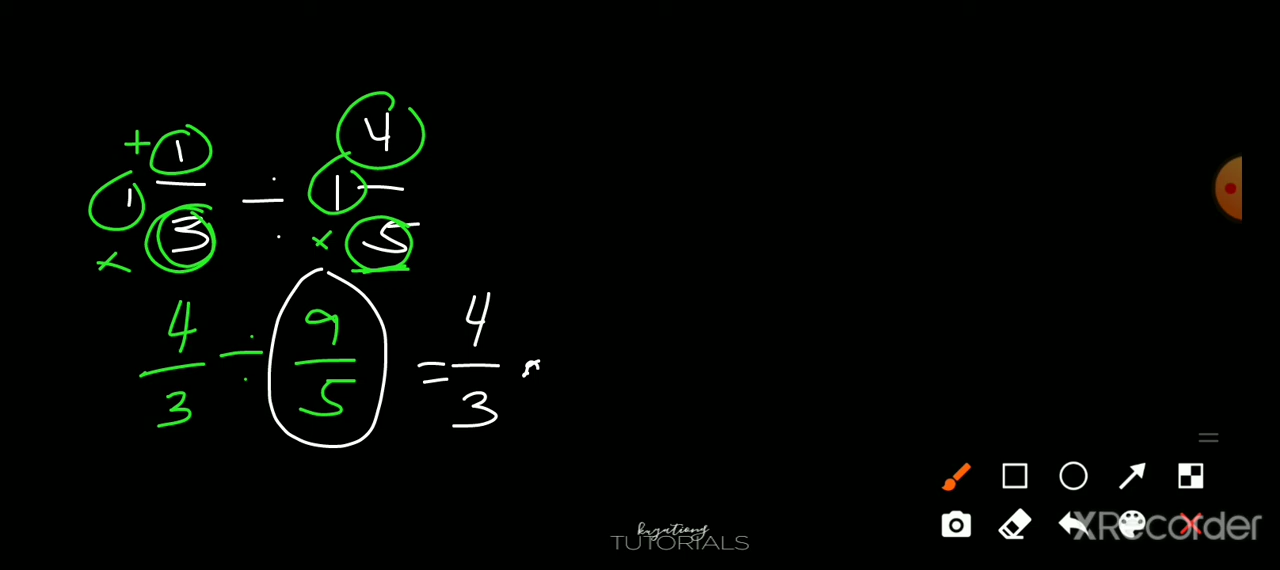 + 1 4
1 — ÷ 1 —
× 3 × 5
4 9 4
— ÷ — = — ×
3 5 3
TUTORIALS
XRecorder